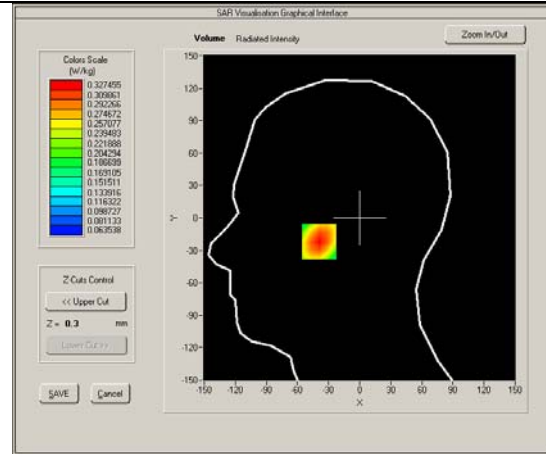 SAR Visualisation Graphical Interface
Volume Radiated Intensity
Zoom In/Out
Colors Scale
(W/kg)
0.327455
0.309861
0.292266
0.274672
0.257077
0.239483
0.221888
0.204294
0.186699
0.169105
0.151511
0.133916
0.116322
0.098727
0.081133
0.063538
Z-Cuts Control
<< Upper Cut
Z = 0.3 mm
Lower Cut >>
SAVE Cancel
150
120
90
60
30
0
-30
-60
-90
-120
-150
Y
-150 -120 -90 -60 -30 0 30 60 90 120 150
X